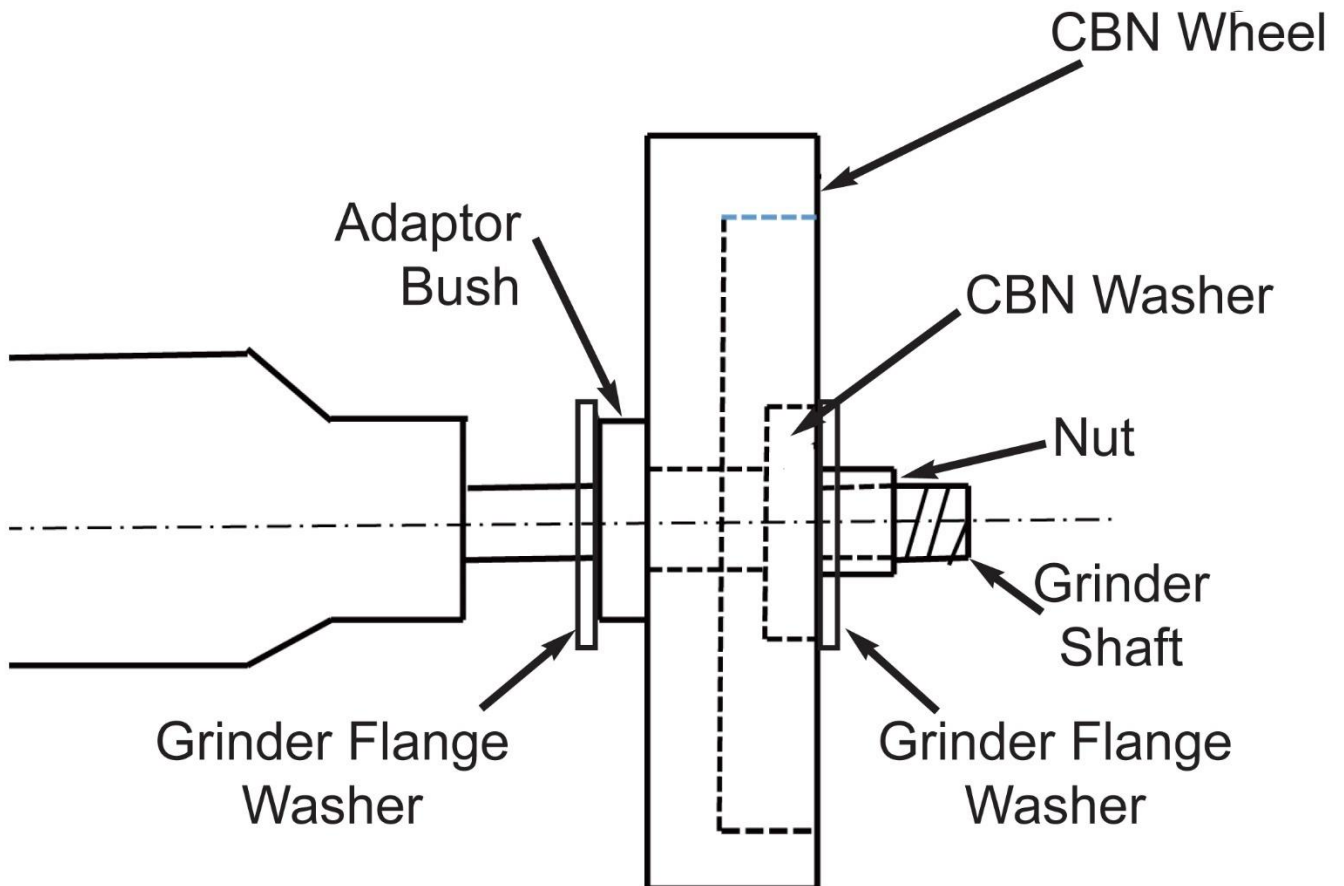 CBN Wheel
Adaptor
Bush
CBN Washer
Nut
Grinder
Shaft
Grinder Flange
Washer
Grinder Flange
Washer